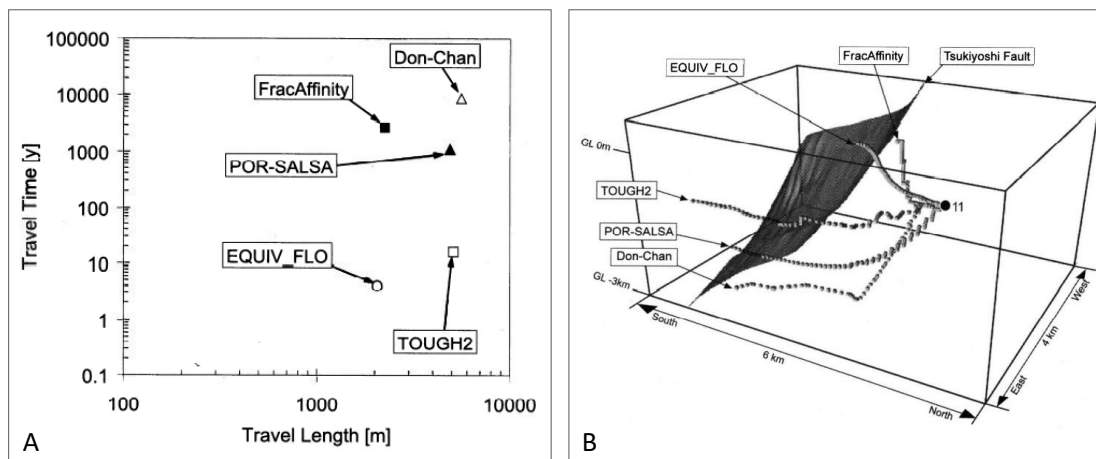 100000
10000
1000
100
10
1
0.1
100
1000
10000
Travel Time [y]
Travel Length [m]
Don-Chan
FracAffinity
POR-SALSA
EQUIV_FLO
TOUGH2
A
FracAffinity
Tsukiyoshi Fault
EQUIV_FLO
GL 0m
TOUGH2
11
POR-SALSA
Don-Chan
GL -3km
South
6 km
North
East
4 km
West
B